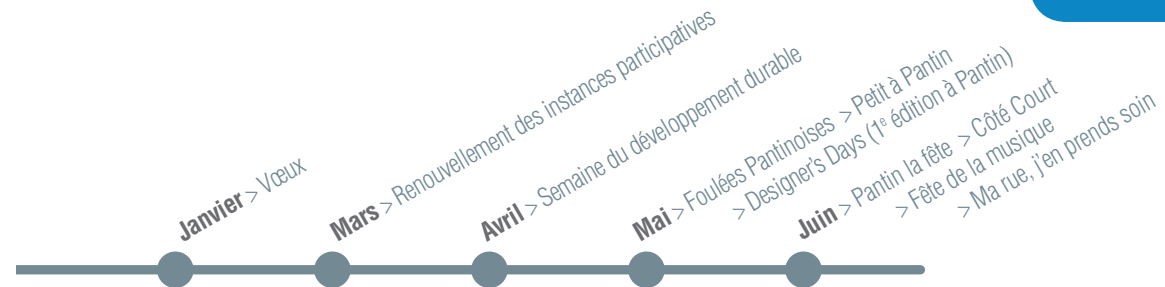 Janvier > Vœux
Mars > Renouvellement des instances participatives
Avril > Semaine du développement durable
Mai > Foulées Pantinoises > Petit à Pantin
> Designer's Days (1e édition à Pantin)
Juin > Pantin la fête > Côté Court
> Fête de la musique
> Ma rue, j'en prends soin